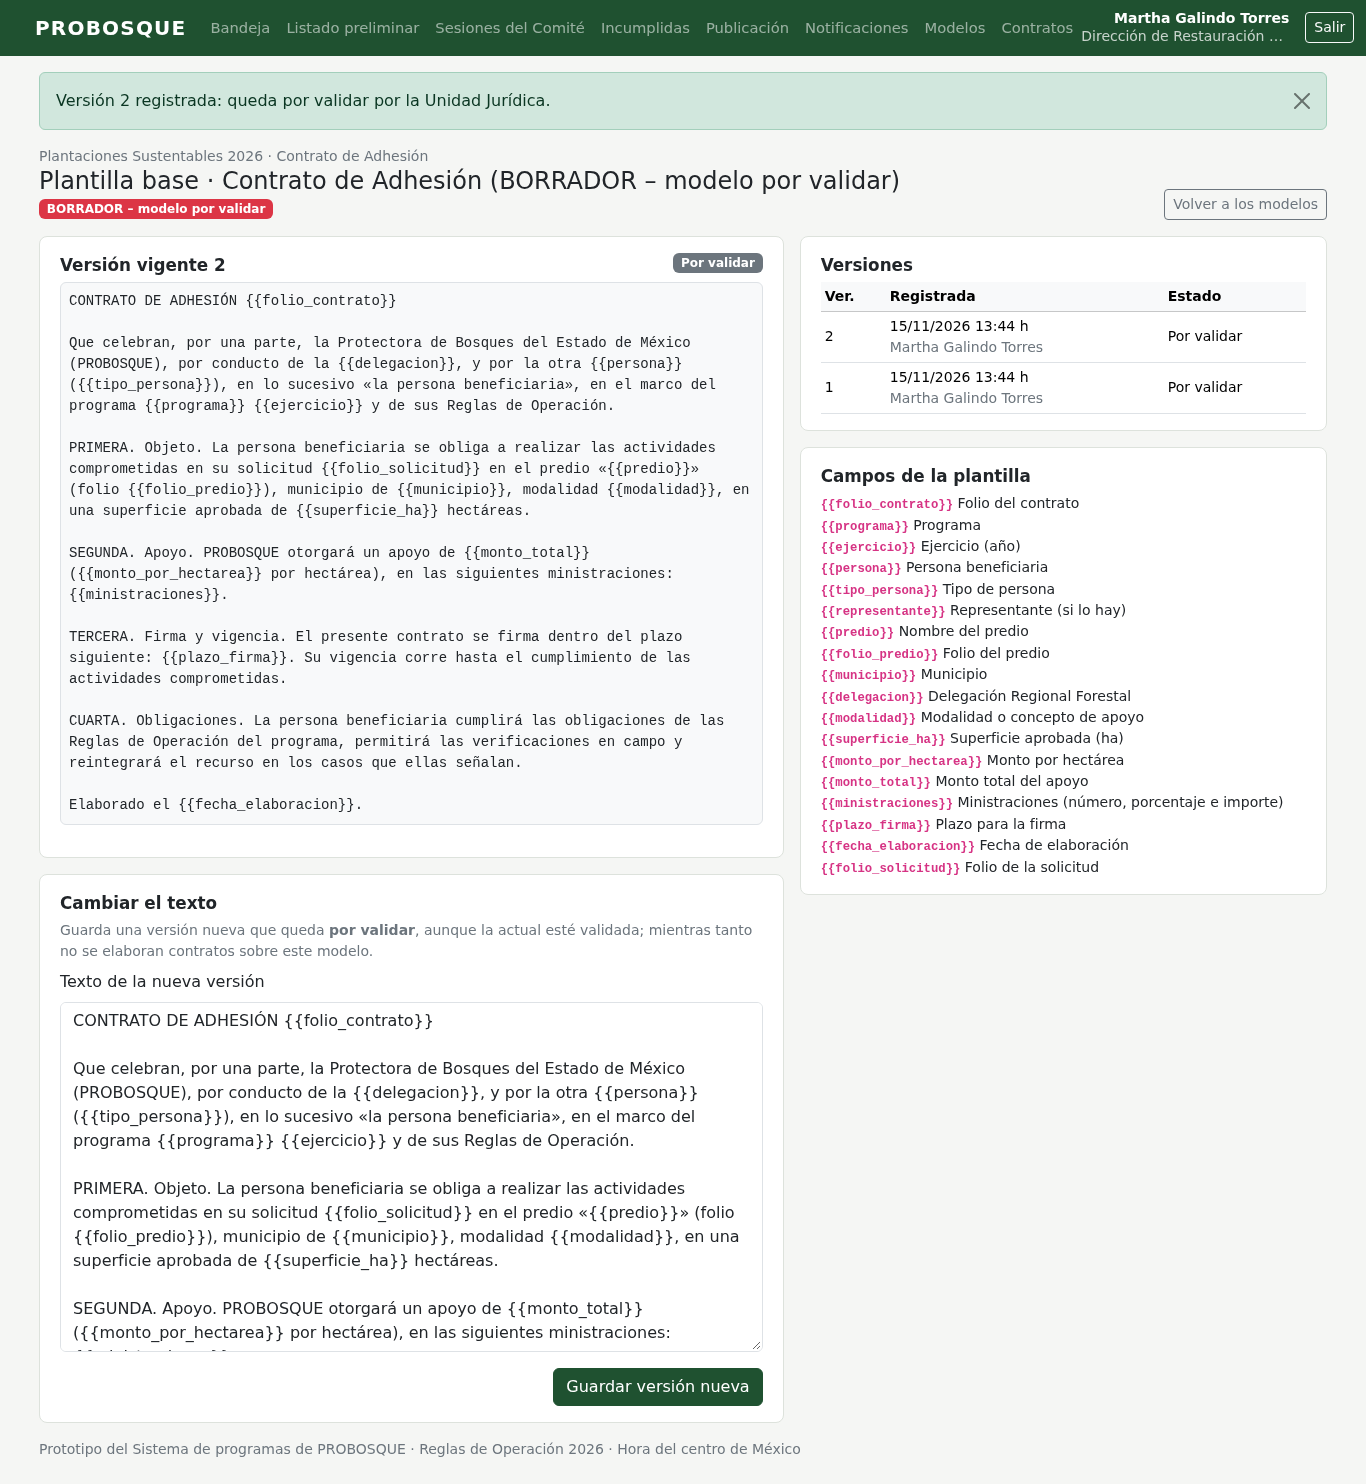 PROBOSQUE
Bandeja
Listado preliminar
Sesiones del Comité
Incumplidas
Publicación
Notificaciones
Modelos
Contratos
Martha Galindo Torres
Dirección de Restauración ...
Salir
Versión 2 registrada: queda por validar por la Unidad Jurídica.
Plantaciones Sustentables 2026 · Contrato de Adhesión
Plantilla base · Contrato de Adhesión (BORRADOR – modelo por validar)
BORRADOR – modelo por validar
Volver a los modelos
Versión vigente 2
Por validar
CONTRATO DE ADHESIÓN {{folio_contrato}}
Que celebran, por una parte, la Protectora de Bosques del Estado de México
(PROBOSQUE), por conducto de la {{delegacion}}, y por la otra {{persona}}
({{tipo_persona}}), en lo sucesivo «la persona beneficiaria», en el marco del
programa {{programa}} {{ejercicio}} y de sus Reglas de Operación.
PRIMERA. Objeto. La persona beneficiaria se obliga a realizar las actividades
comprometidas en su solicitud {{folio_solicitud}} en el predio «{{predio}}»
(folio {{folio_predio}}), municipio de {{municipio}}, modalidad {{modalidad}}, en
una superficie aprobada de {{superficie_ha}} hectáreas.
SEGUNDA. Apoyo. PROBOSQUE otorgará un apoyo de {{monto_total}}
({{monto_por_hectarea}} por hectárea), en las siguientes ministraciones:
{{ministraciones}}.
TERCERA. Firma y vigencia. El presente contrato se firma dentro del plazo
siguiente: {{plazo_firma}}. Su vigencia corre hasta el cumplimiento de las
actividades comprometidas.
CUARTA. Obligaciones. La persona beneficiaria cumplirá las obligaciones de las
Reglas de Operación del programa, permitirá las verificaciones en campo y
reintegrará el recurso en los casos que ellas señalan.
Elaborado el {{fecha_elaboracion}}.
Cambiar el texto
Guarda una versión nueva que queda por validar, aunque la actual esté validada; mientras tanto
no se elaboran contratos sobre este modelo.
Texto de la nueva versión
CONTRATO DE ADHESIÓN {{folio_contrato}}
Que celebran, por una parte, la Protectora de Bosques del Estado de México
(PROBOSQUE), por conducto de la {{delegacion}}, y por la otra {{persona}}
({{tipo_persona}}), en lo sucesivo «la persona beneficiaria», en el marco del
programa {{programa}} {{ejercicio}} y de sus Reglas de Operación.
PRIMERA. Objeto. La persona beneficiaria se obliga a realizar las actividades
comprometidas en su solicitud {{folio_solicitud}} en el predio «{{predio}}» (folio
{{folio_predio}}), municipio de {{municipio}}, modalidad {{modalidad}}, en una
superficie aprobada de {{superficie_ha}} hectáreas.
SEGUNDA. Apoyo. PROBOSQUE otorgará un apoyo de {{monto_total}}
({{monto_por_hectarea}} por hectárea), en las siguientes ministraciones:
Guardar versión nueva
Versiones
Ver. Registrada Estado
2 15/11/2026 13:44 h Por validar
Martha Galindo Torres
1 15/11/2026 13:44 h Por validar
Martha Galindo Torres
Campos de la plantilla
{{folio_contrato}} Folio del contrato
{{programa}} Programa
{{ejercicio}} Ejercicio (año)
{{persona}} Persona beneficiaria
{{tipo_persona}} Tipo de persona
{{representante}} Representante (si lo hay)
{{predio}} Nombre del predio
{{folio_predio}} Folio del predio
{{municipio}} Municipio
{{delegacion}} Delegación Regional Forestal
{{modalidad}} Modalidad o concepto de apoyo
{{superficie_ha}} Superficie aprobada (ha)
{{monto_por_hectarea}} Monto por hectárea
{{monto_total}} Monto total del apoyo
{{ministraciones}} Ministraciones (número, porcentaje e importe)
{{plazo_firma}} Plazo para la firma
{{fecha_elaboracion}} Fecha de elaboración
{{folio_solicitud}} Folio de la solicitud
Prototipo del Sistema de programas de PROBOSQUE · Reglas de Operación 2026 · Hora del centro de México